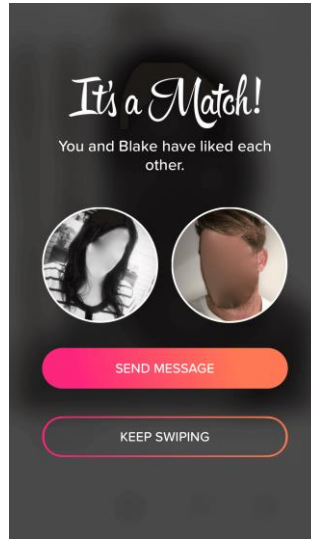 It's a Match!
You and Blake have liked each
other.
SEND MESSAGE
KEEP SWIPING